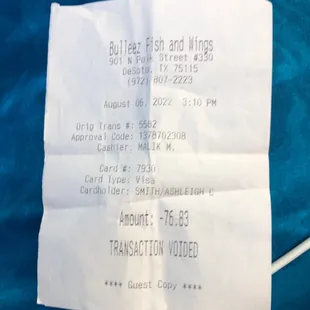 Bulleez Fish and Wings
901 N Polk Street #330
DeSoto, TX 75115
(972) 807-2223
August 06, 2022 3:10 PM
Orig Trans #: 5562
Approval Code: 1378702308
Cashier: MALIK M.
Card #: 7930
Card Type: Visa
Cardholder: SMITH/ASHLEIGH C
Amount: -76.83
TRANSACTION VOIDED
**** Guest Copy ****